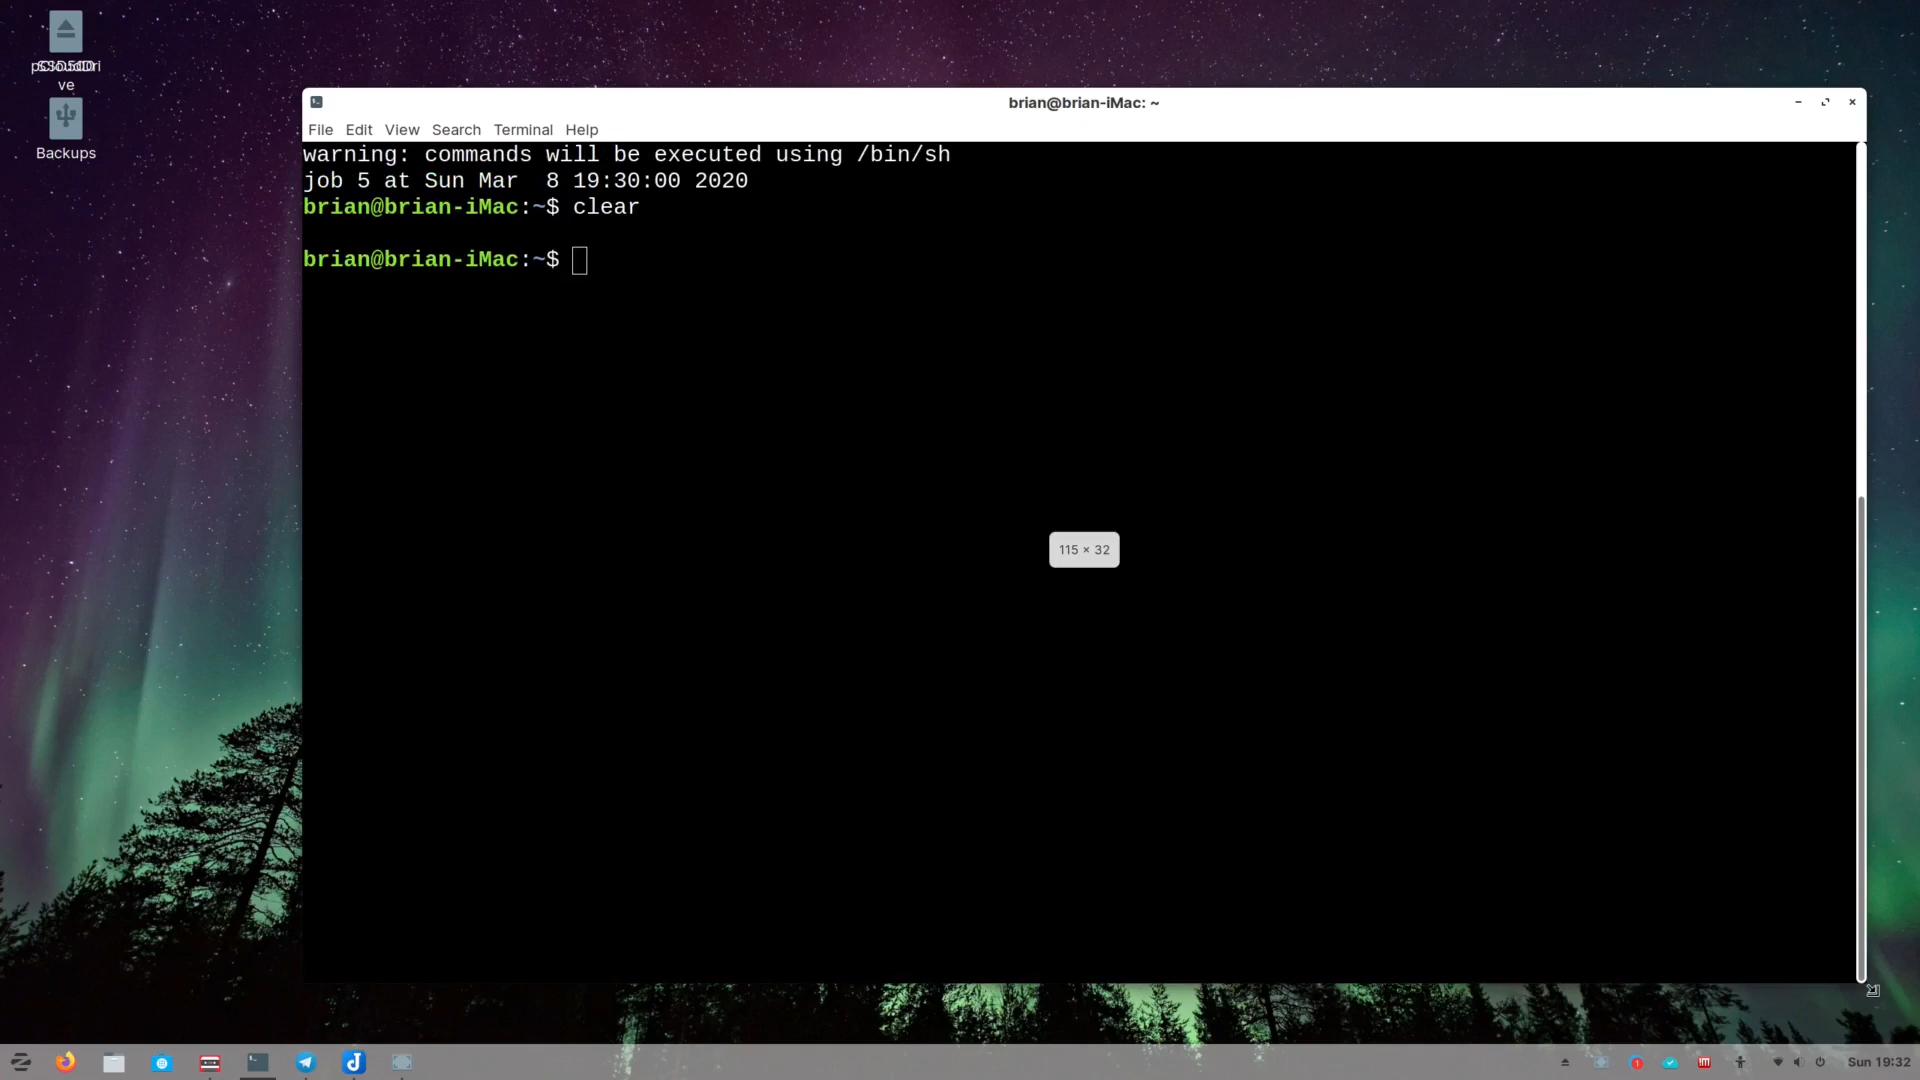 ve
Backups
brian@brian-iMac: ~
File Edit View Search Terminal Help
warning: commands will be executed using /bin/sh
job 5 at Sun Mar  8 19:30:00 2020
brian@brian-iMac:~$ clear
brian@brian-iMac:~$
115 × 32
Sun 19:32